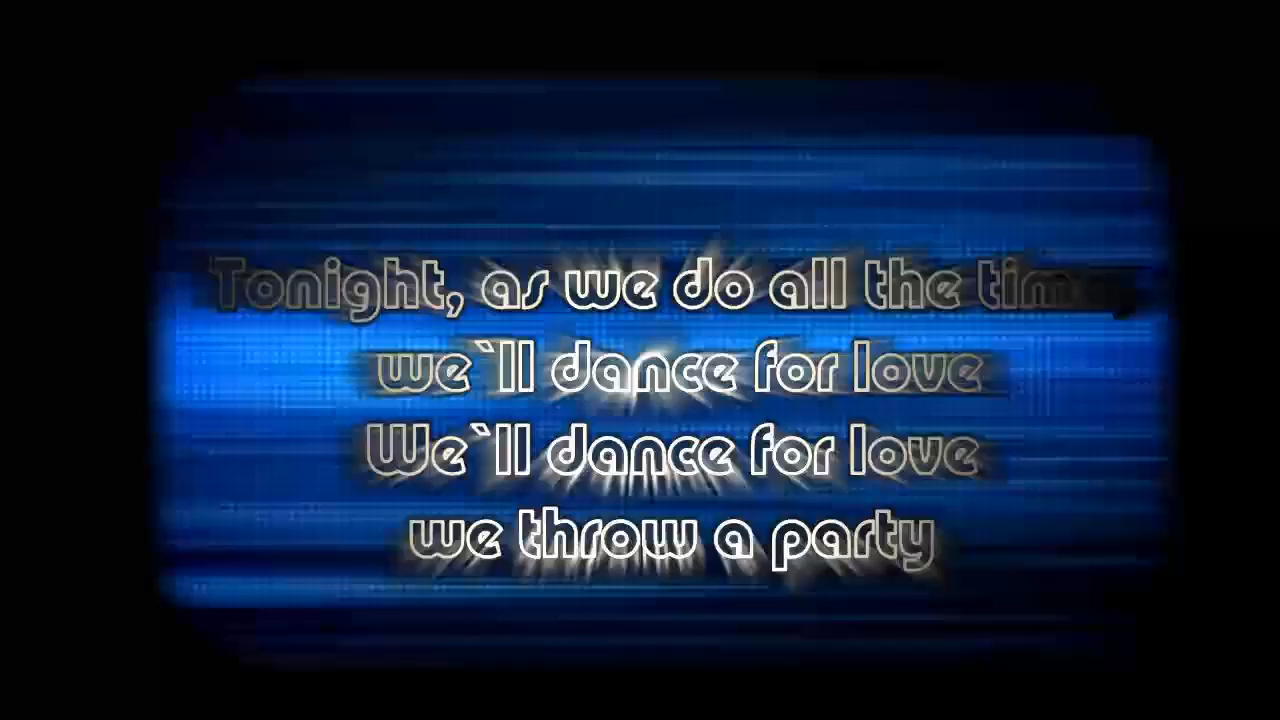 Tonight, as we do all the time,
we`ll dance for love
We`ll dance for love
we throw a party